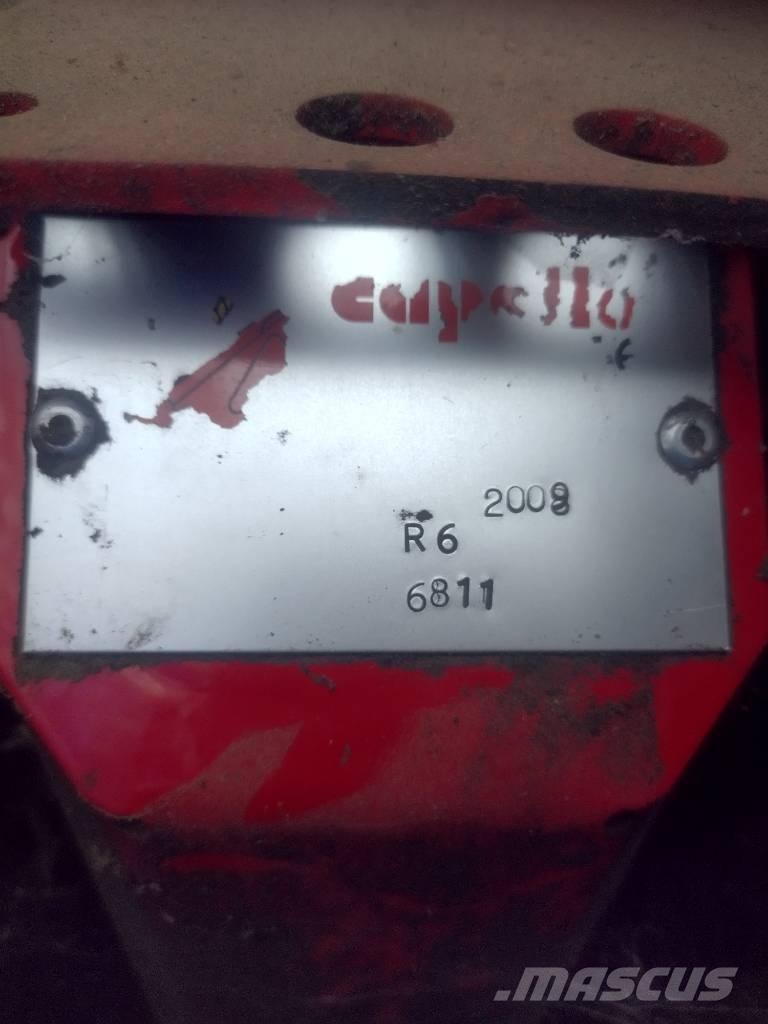 capello
2008
R6
6811
.MASCUS